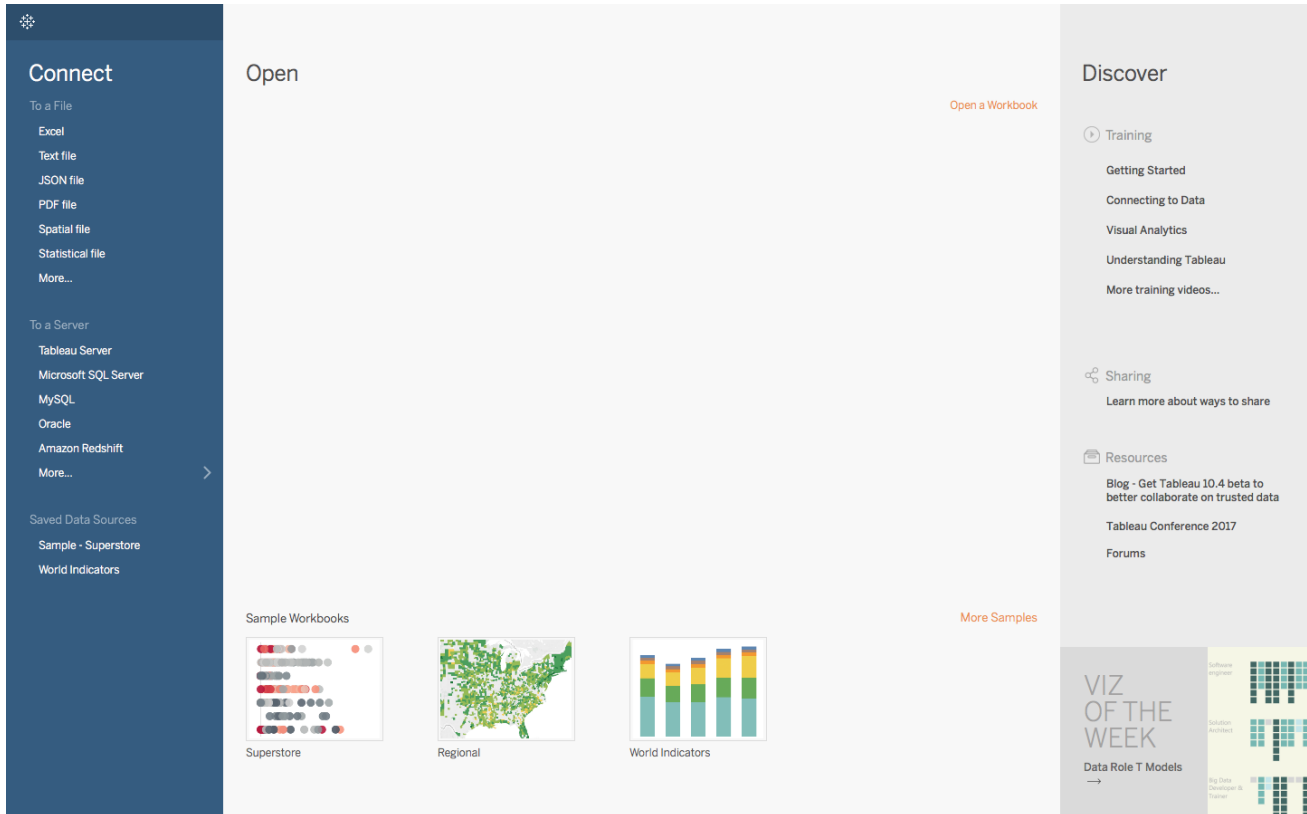 Connect
To a File
Excel
Text file
JSON file
PDF file
Spatial file
Statistical file
More...
To a Server
Tableau Server
Microsoft SQL Server
MySQL
Oracle
Amazon Redshift
More...
Saved Data Sources
Sample - Superstore
World Indicators
Open
Open a Workbook
Sample Workbooks
More Samples
Superstore
Regional
World Indicators
Discover
Training
Getting Started
Connecting to Data
Visual Analytics
Understanding Tableau
More training videos...
Sharing
Learn more about ways to share
Resources
Blog - Get Tableau 10.4 beta to
better collaborate on trusted data
Tableau Conference 2017
Forums
VIZ
OF THE
WEEK
Data Role T Models
→
Software
engineer
Solution
Architect
Big Data
Developer &
Trainer